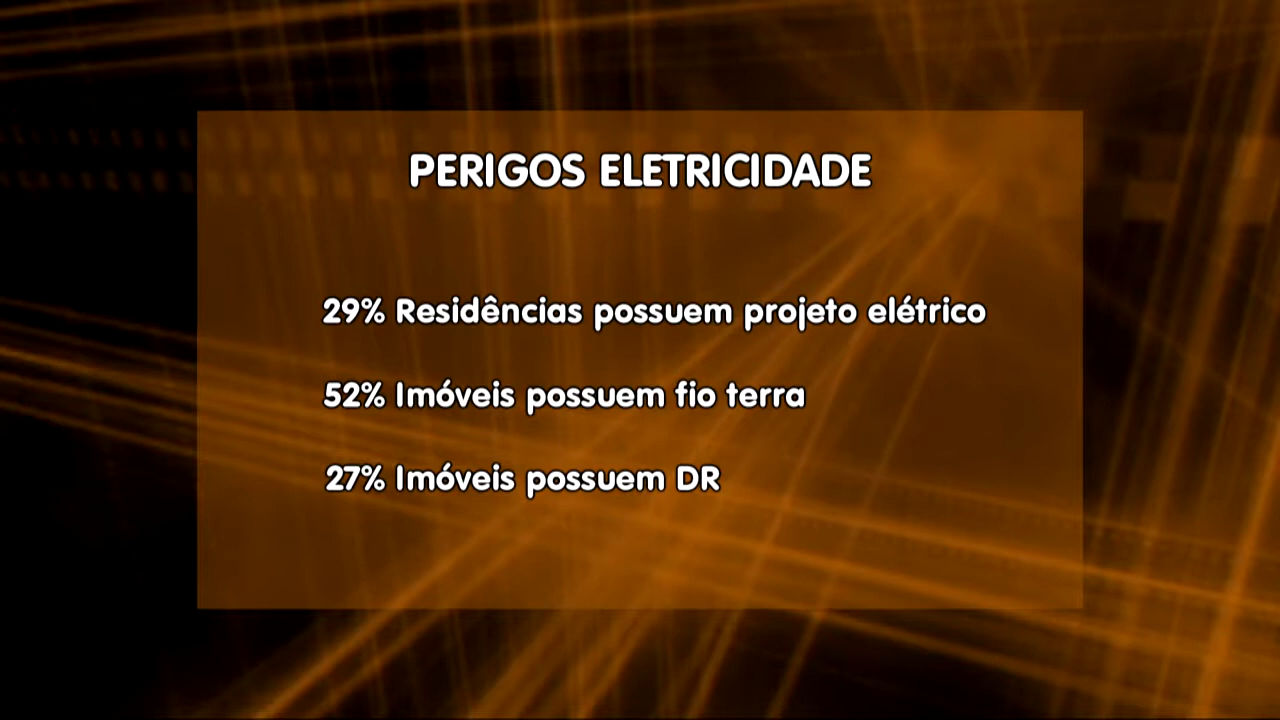 PERIGOS ELETRICIDADE
29% Residências possuem projeto elétrico
52% Imóveis possuem fio terra
27% Imóveis possuem DR